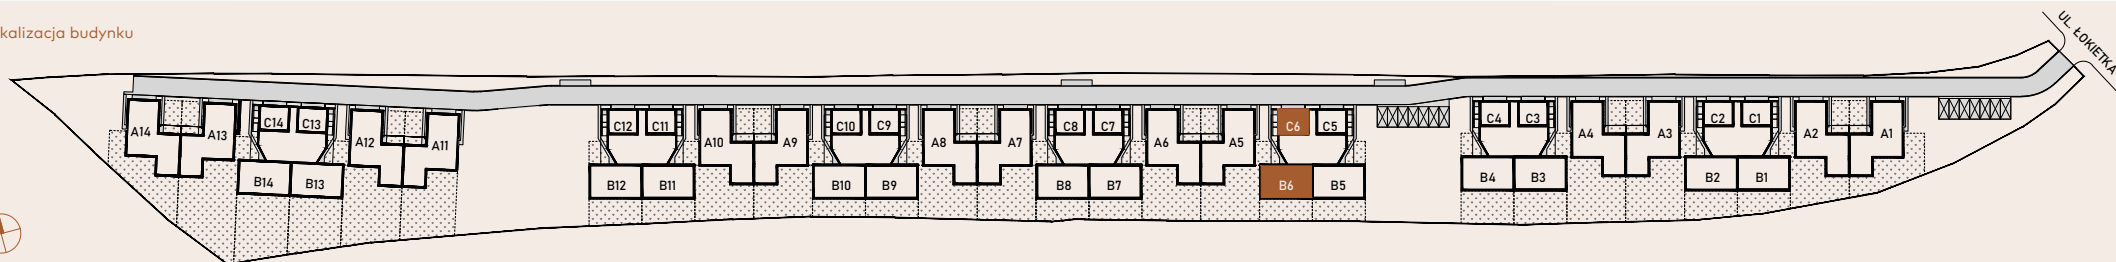 kalizacja budynku
UL. ŁOKIETKA
A14
A13
C14
C13
B14
B13
A12
A11
C12
C11
B12
B11
A10
A9
C10
C9
B10
B9
A8
A7
C8
C7
B8
B7
A6
A5
C6
C5
B6
B5
C4
C3
B4
B3
A4
A3
C2
C1
B2
B1
A2
A1